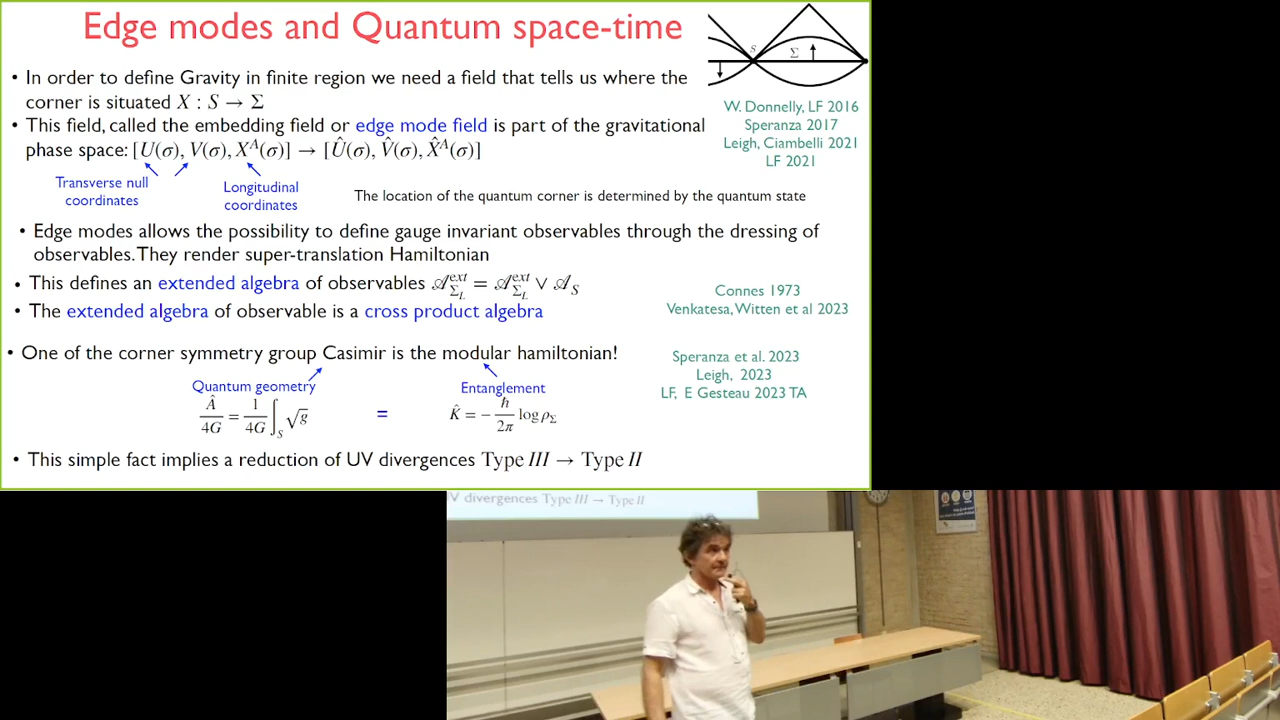 Edge modes and Quantum space-time
S
Σ
• In order to define Gravity in finite region we need a field that tells us where the
corner is situated X : S → Σ
W. Donnelly, LF 2016
Speranza 2017
Leigh, Ciambelli 2021
LF 2021
• This field, called the embedding field or edge mode field is part of the gravitational
phase space: [U(σ), V(σ), X^A(σ)] → [Û(σ), V̂(σ), X̂^A(σ)]
Transverse null
coordinates
Longitudinal
coordinates
The location of the quantum corner is determined by the quantum state
• Edge modes allows the possibility to define gauge invariant observables through the dressing of
observables. They render super-translation Hamiltonian
• This defines an extended algebra of observables 𝒜^{ext}_{Σ_L} = 𝒜^{ext}_{Σ_L} ∨ 𝒜_S
• The extended algebra of observable is a cross product algebra
Connes 1973
Venkatesa, Witten et al 2023
• One of the corner symmetry group Casimir is the modular hamiltonian!
Speranza et al. 2023
Leigh, 2023
LF, E Gesteau 2023 TA
Quantum geometry
Entanglement
Â/4G = 1/4G ∫_S √g = K̂ = − ħ/2π log ρ_Σ
• This simple fact implies a reduction of UV divergences Type III → Type II
V divergences Type III → Type II